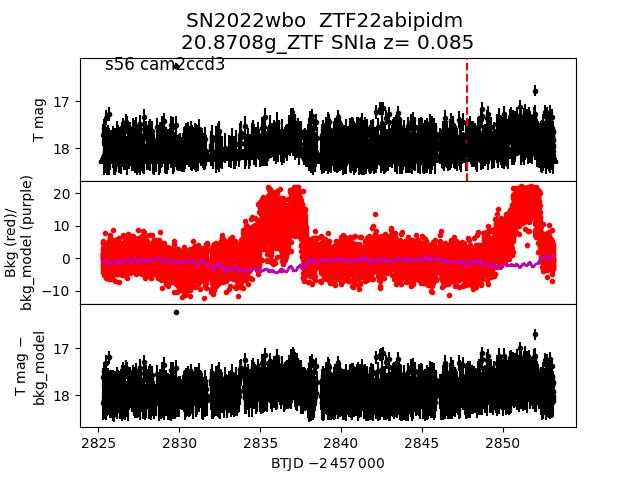 SN2022wbo ZTF22abipidm
20.8708g_ZTF SNIa z= 0.085
s56 cam2ccd3
T mag
17
18
Bkg (red)/
bkg_model (purple)
20
10
0
−10
T mag −
bkg_model
17
18
2825 2830 2835 2840 2845 2850
BTJD −2 457 000